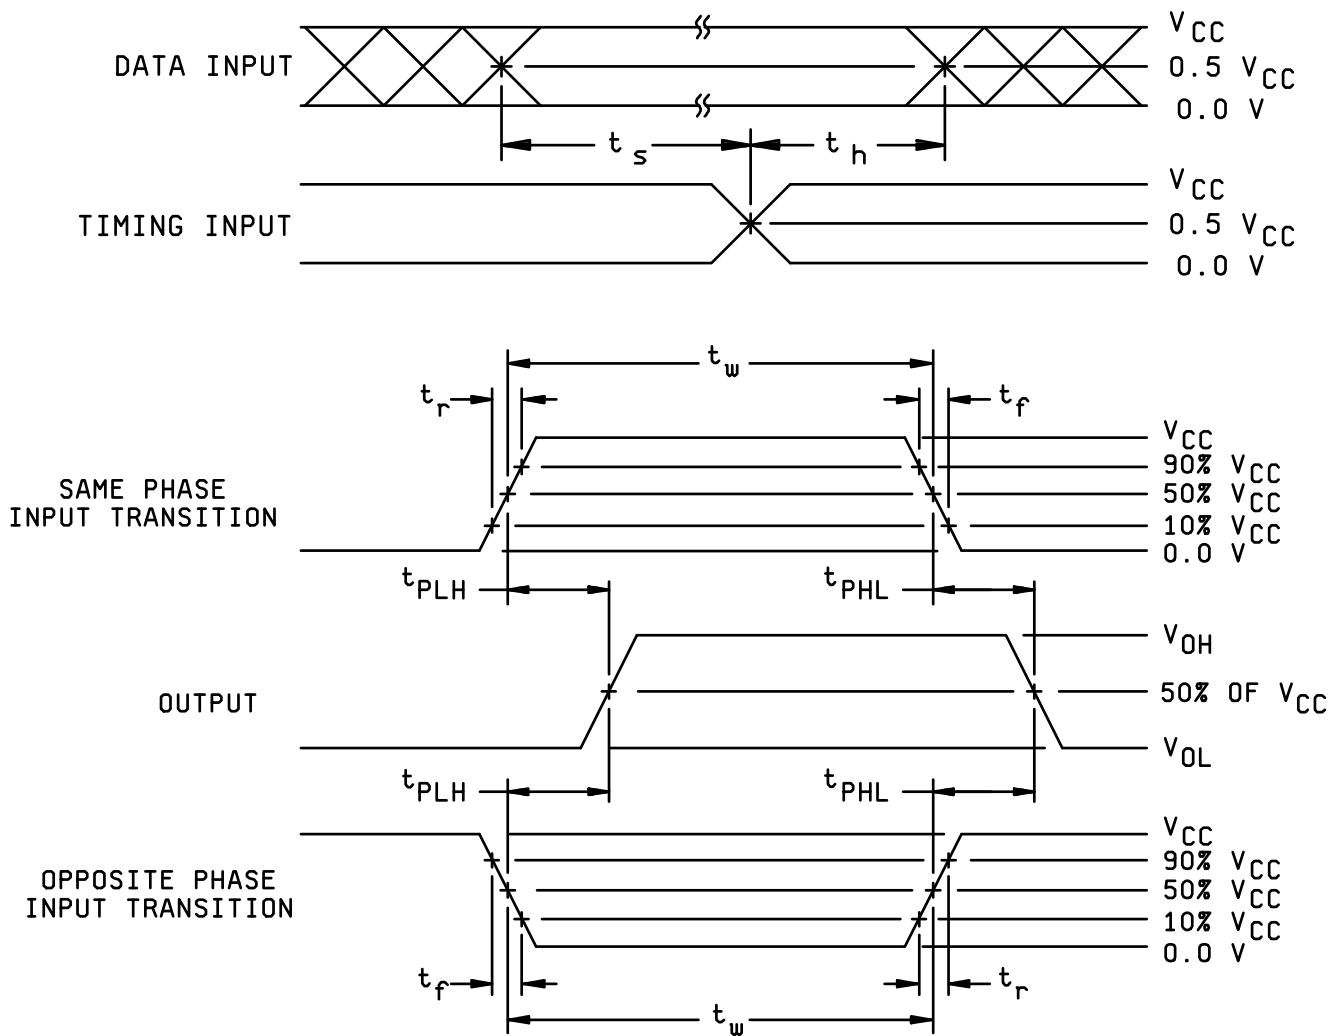 V_CC
DATA INPUT
0.5 V_CC
0.0 V
t_s
t_h
V_CC
TIMING INPUT
0.5 V_CC
0.0 V
t_w
t_r
t_f
V_CC
90% V_CC
SAME PHASE
INPUT TRANSITION
50% V_CC
10% V_CC
0.0 V
t_PLH
t_PHL
V_OH
OUTPUT
50% OF V_CC
V_OL
t_PLH
t_PHL
V_CC
90% V_CC
OPPOSITE PHASE
INPUT TRANSITION
50% V_CC
10% V_CC
0.0 V
t_f
t_r
t_w